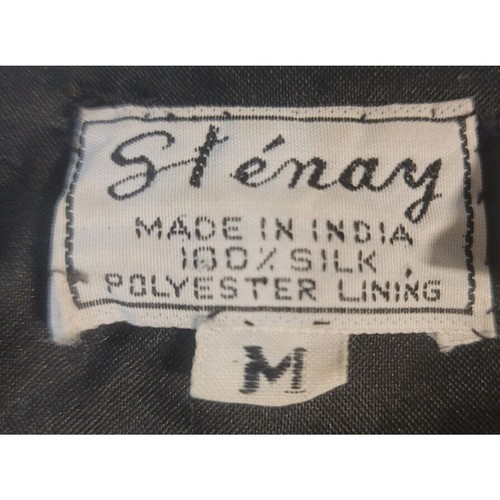 Sténay
MADE IN INDIA
100% SILK
POLYESTER LINING
M